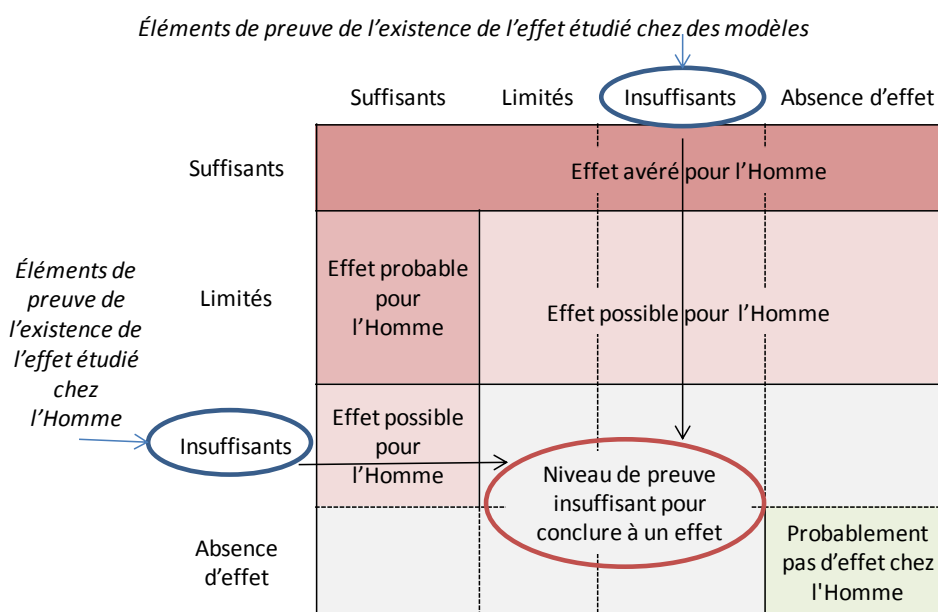 Éléments de preuve de l’existence de l’effet étudié chez des modèles
Suffisants
Limités
Insuffisants
Absence d’effet
Suffisants
Effet avéré pour l’Homme
Éléments de
preuve de
l’existence de
l’effet étudié
chez
l’Homme
Limités
Effet probable
pour
l’Homme
Effet possible pour l’Homme
Insuffisants
Effet possible
pour
l’Homme
Niveau de preuve
insuffisant pour
conclure à un effet
Absence
d’effet
Probablement
pas d’effet chez
l'Homme